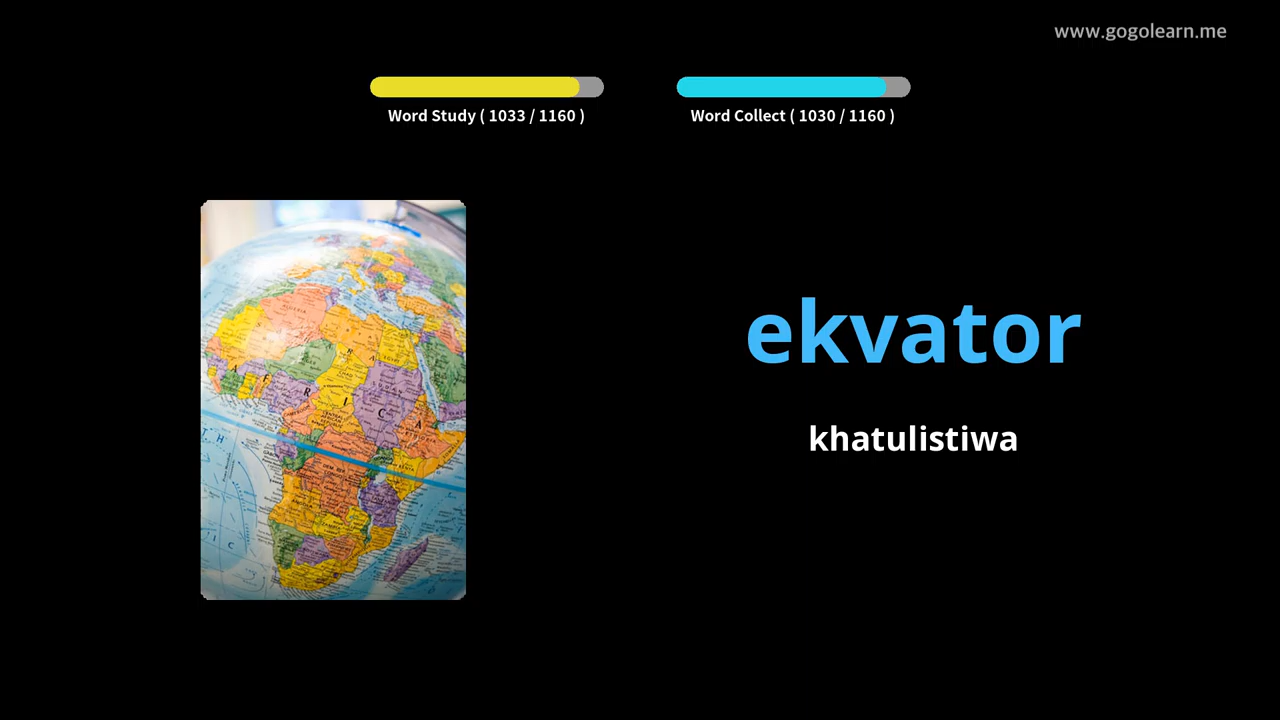 www.gogolearn.me
Word Study ( 1033 / 1160 )
Word Collect ( 1030 / 1160 )
ekvator
khatulistiwa
A F R I C A